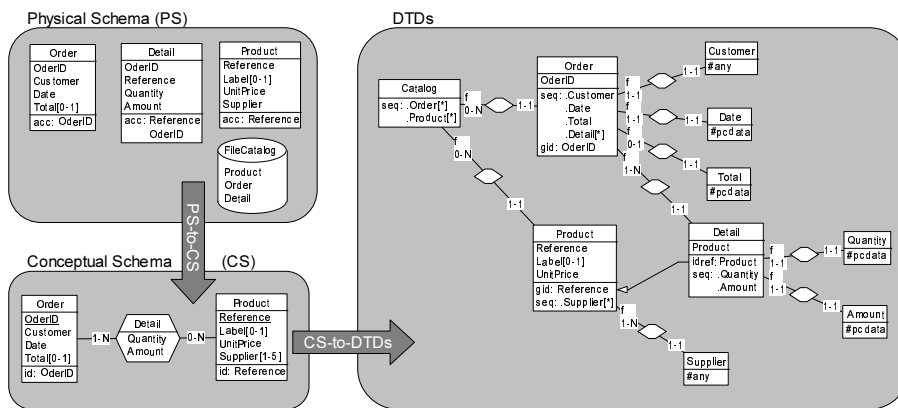 Physical Schema (PS)
Order
OderID
Customer
Date
Total[0-1]
acc: OderID
Detail
OderID
Reference
Quantity
Amount
acc: Reference
OderID
Product
Reference
Label[0-1]
UnitPrice
Supplier
acc: Reference
FileCatalog
Product
Order
Detail
PS-to-CS
Conceptual Schema (CS)
Order
OderID
Customer
Date
Total[0-1]
id: OderID
1-N
Detail
Quantity
Amount
0-N
Product
Reference
Label[0-1]
UnitPrice
Supplier[1-5]
id: Reference
CS-to-DTDs
DTDs
Catalog
seq: .Order[*]
.Product[*]
f
0-N
1-1
f
0-N
1-1
Order
OderID
seq: .Customer
.Date
.Total
.Detail[*]
gid: OderID
f
1-1
1-1
Customer
#any
f
1-1
1-1
Date
#pcdata
f
0-1
1-1
Total
#pcdata
f
1-N
1-1
Product
Reference
Label[0-1]
UnitPrice
gid: Reference
seq: .Supplier[*]
f
1-N
1-1
Supplier
#any
Detail
Product
idref: Product
seq: .Quantity
.Amount
f
1-1
1-1
Quantity
#pcdata
f
1-1
1-1
Amount
#pcdata